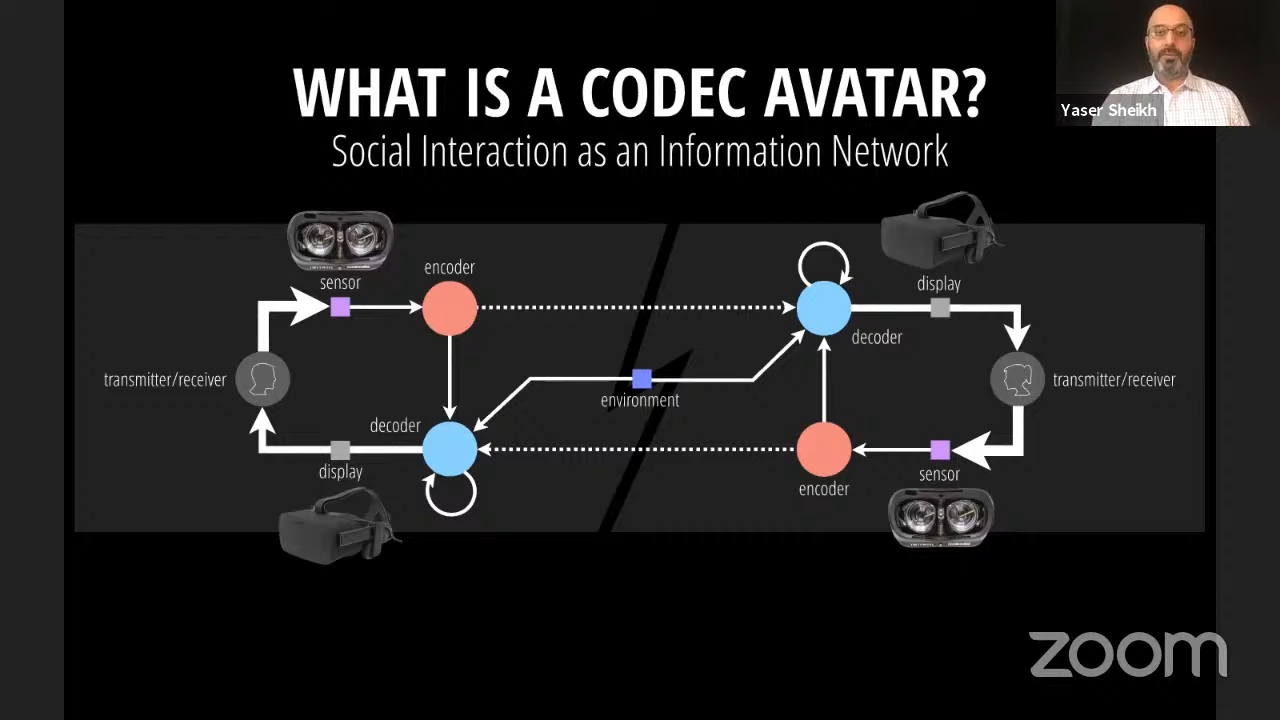 WHAT IS A CODEC AVATAR?
Yaser Sheikh
Social Interaction as an Information Network
sensor
encoder
display
decoder
transmitter/receiver
environment
transmitter/receiver
decoder
display
encoder
sensor
zoom